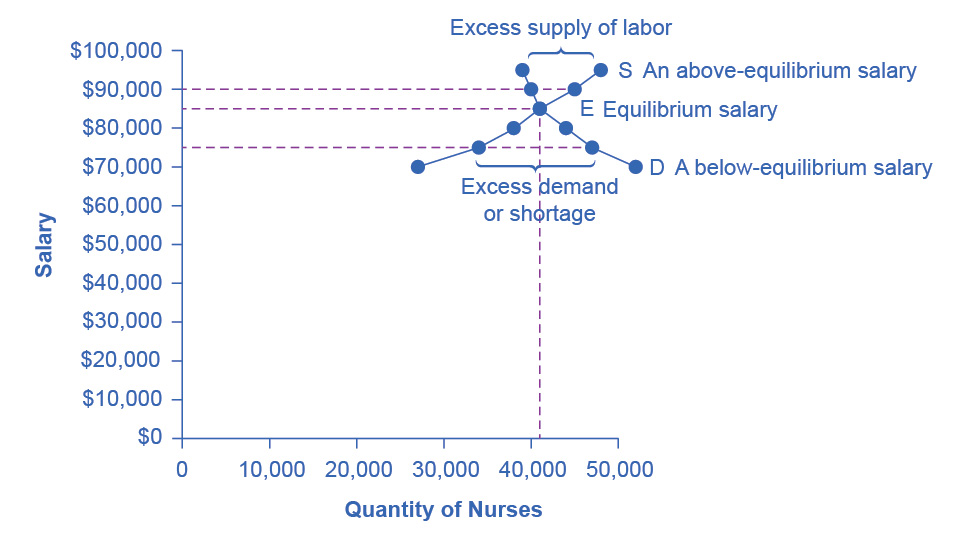 Excess supply of labor
$100,000
S An above-equilibrium salary
$90,000
E Equilibrium salary
$80,000
$70,000
D A below-equilibrium salary
Excess demand
or shortage
$60,000
$50,000
$40,000
$30,000
$20,000
$10,000
$0
Salary
0 10,000 20,000 30,000 40,000 50,000
Quantity of Nurses